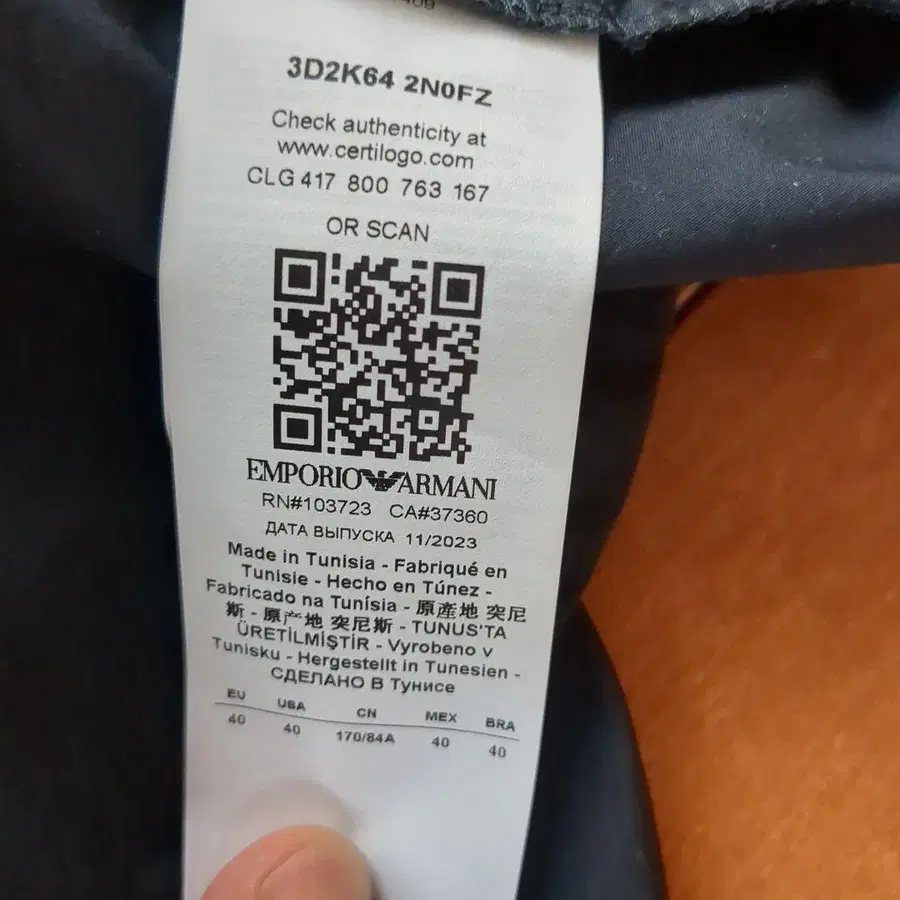 3D2K64 2N0FZ
Check authenticity at
www.certilogo.com
CLG 417 800 763 167
OR SCAN
EMPORIO ARMANI
RN#103723 CA#37360
ДАТА ВЫПУСКА 11/2023
Made in Tunisia - Fabriqué en
Tunisie - Hecho en Túnez -
Fabricado na Tunísia - 原產地 突尼
斯 - 原产地 突尼斯 - TUNUS'TA
ÜRETİLMİŞTİR - Vyrobeno v
Tunisku - Hergestellt in Tunesien -
СДЕЛАНО В Тунисе
EU USA CN MEX BRA
40 40 170/84A 40 40